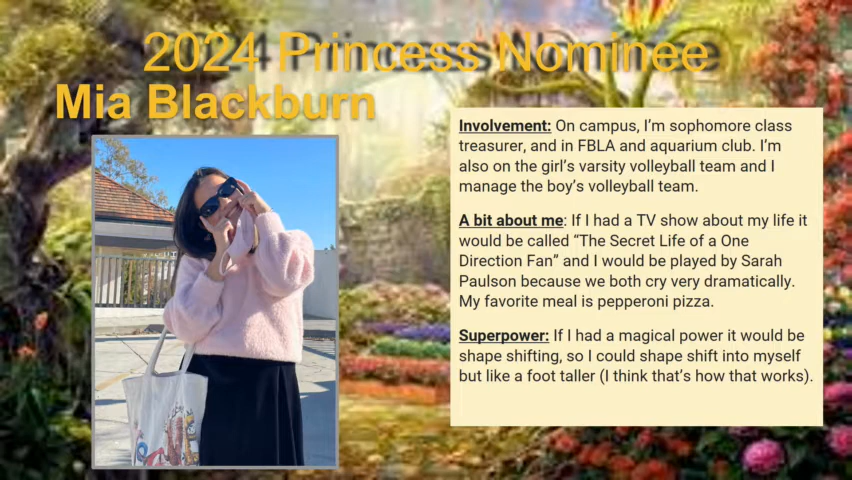 2024 Princess Nominee
Mia Blackburn
Involvement: On campus, I’m sophomore class
treasurer, and in FBLA and aquarium club. I’m
also on the girl’s varsity volleyball team and I
manage the boy’s volleyball team.
A bit about me: If I had a TV show about my life it
would be called “The Secret Life of a One
Direction Fan” and I would be played by Sarah
Paulson because we both cry very dramatically.
My favorite meal is pepperoni pizza.
Superpower: If I had a magical power it would be
shape shifting, so I could shape shift into myself
but like a foot taller (I think that’s how that works).